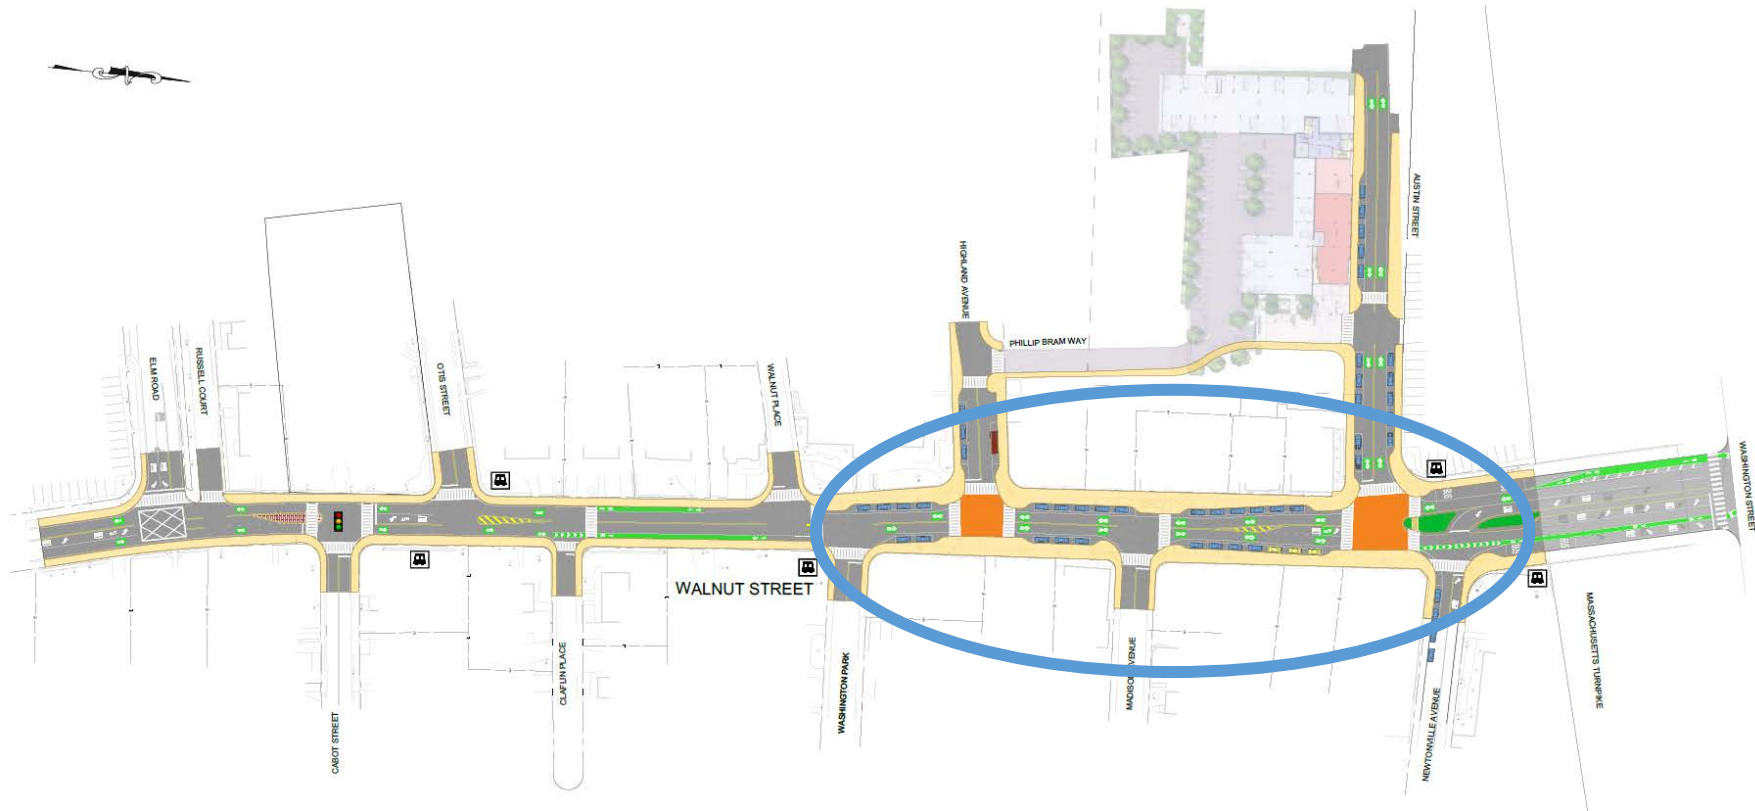 ELM ROAD
RUSSELL COURT
OTIS STREET
WALNUT PLACE
HIGHLAND AVENUE
PHILLIP BRAM WAY
AUSTIN STREET
WASHINGTON STREET
WALNUT STREET
CABOT STREET
CLAFLIN PLACE
WASHINGTON PARK
MADISON AVENUE
NEWTONVILLE AVENUE
MASSACHUSETTS TURNPIKE